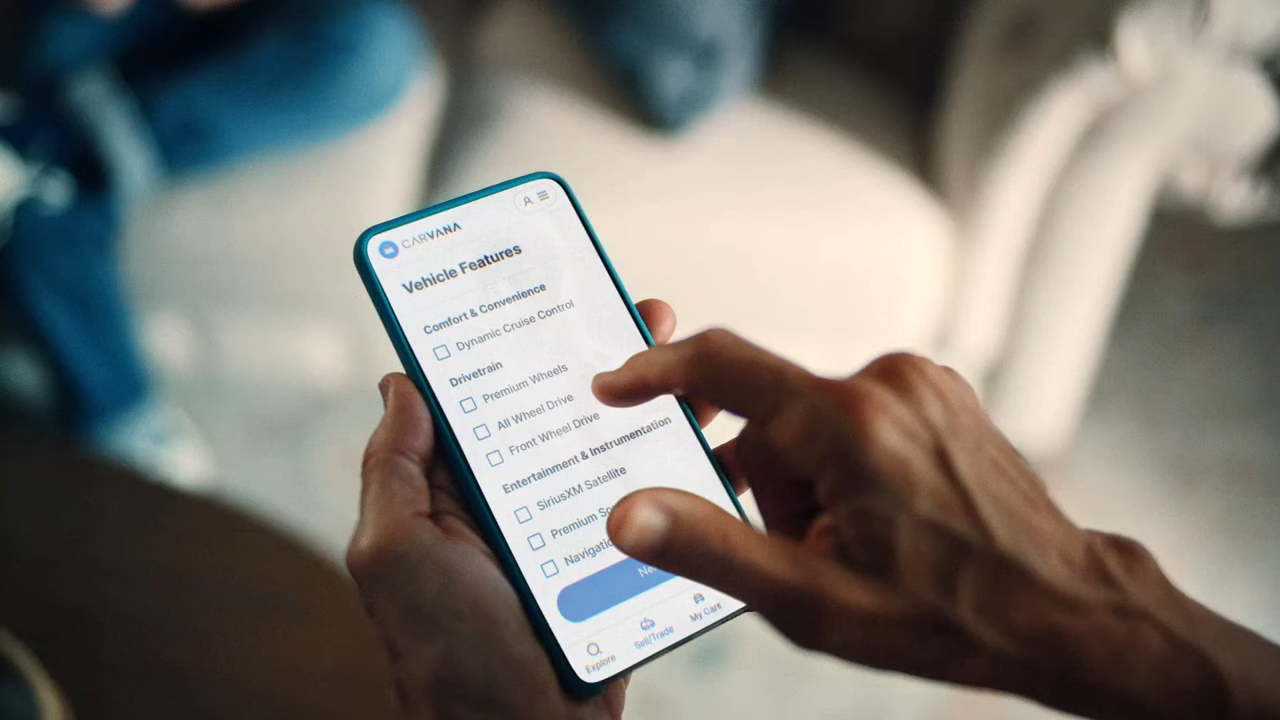 CARVANA
Vehicle Features
Comfort & Convenience
Dynamic Cruise Control
Drivetrain
Premium Wheels
All Wheel Drive
Front Wheel Drive
Entertainment & Instrumentation
SiriusXM Satellite
Premium
Explore
Sell/Trade
My Cars